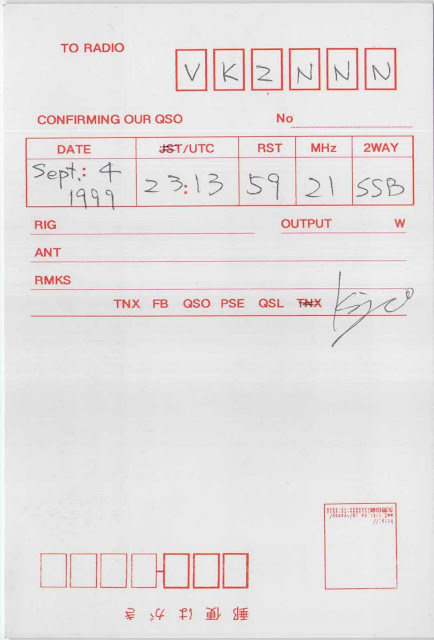 TO RADIO
VK2NNN
CONFIRMING OUR QSO No
DATE JST/UTC RST MHz 2WAY
Sept.: 4 1999 23:13 59 21 SSB
RIG OUTPUT W
ANT
RMKS
TNX FB QSO PSE QSL TNX
郵便はがき